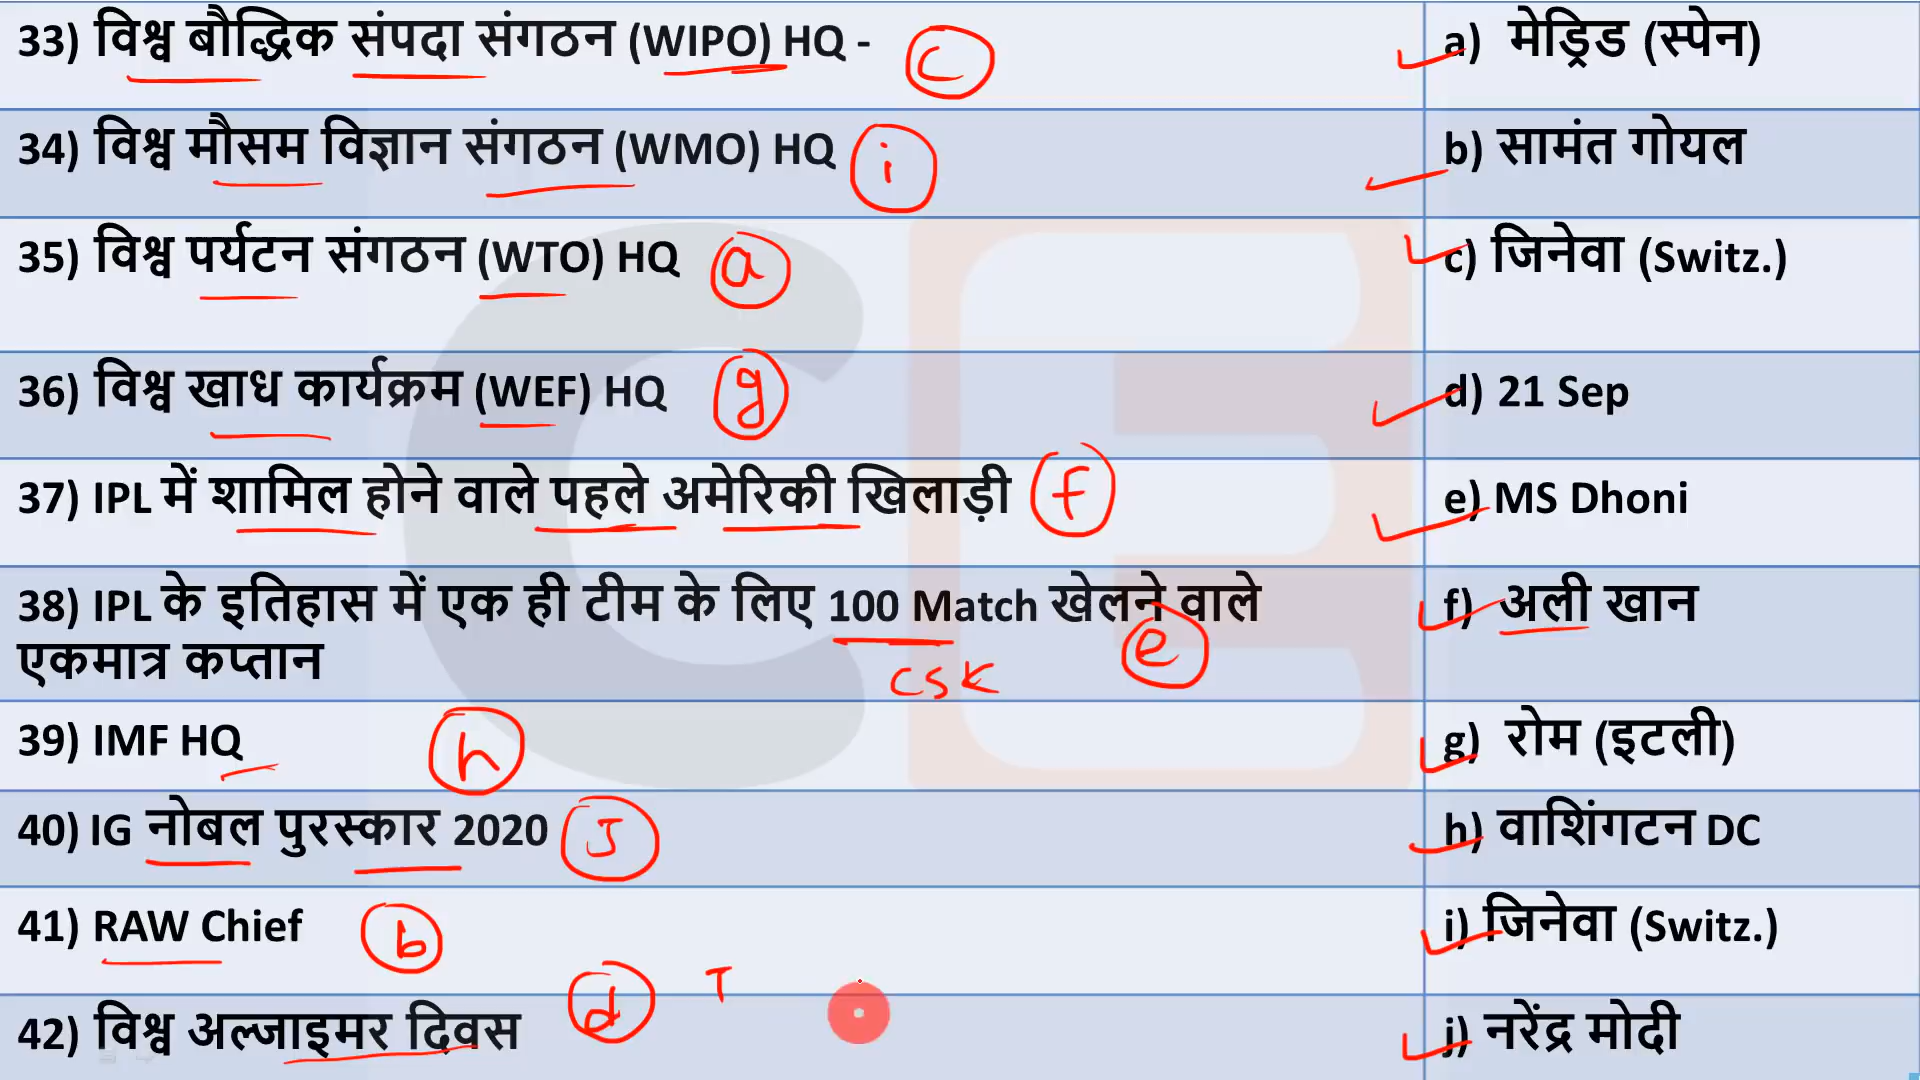 33) विश्व बौद्धिक संपदा संगठन (WIPO) HQ - c
a) मेड्रिड (स्पेन)
34) विश्व मौसम विज्ञान संगठन (WMO) HQ i
b) सामंत गोयल
35) विश्व पर्यटन संगठन (WTO) HQ a
c) जिनेवा (Switz.)
36) विश्व खाध कार्यक्रम (WEF) HQ g
d) 21 Sep
37) IPL में शामिल होने वाले पहले अमेरिकी खिलाड़ी f
e) MS Dhoni
38) IPL के इतिहास में एक ही टीम के लिए 100 Match खेलने वाले
एकमात्र कप्तान e
CSK
f) अली खान
39) IMF HQ h
g) रोम (इटली)
40) IG नोबल पुरस्कार 2020 J
h) वाशिंगटन DC
41) RAW Chief b
i) जिनेवा (Switz.)
42) विश्व अल्जाइमर दिवस d T
j) नरेंद्र मोदी
CE